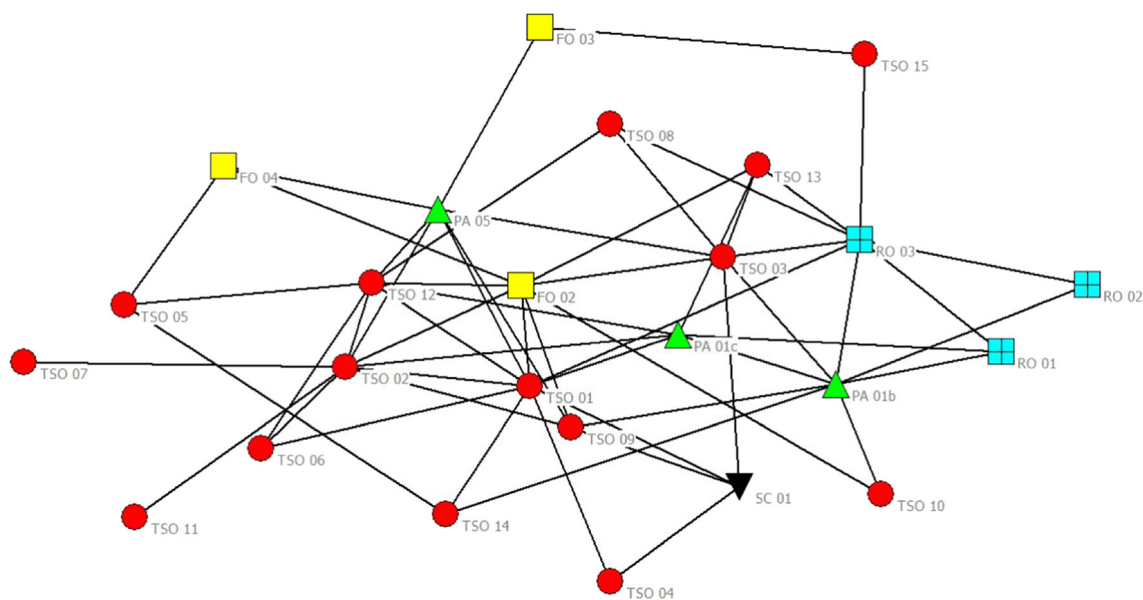 FO 03
TSO 15
TSO 08
FO 04
TSO 13
PA 05
RO 03
TSO 03
TSO 12
FO 02
RO 02
TSO 05
PA 01c
RO 01
TSO 07
TSO 02
TSO 01
PA 01b
TSO 09
TSO 06
SC 01
TSO 10
TSO 11
TSO 14
TSO 04